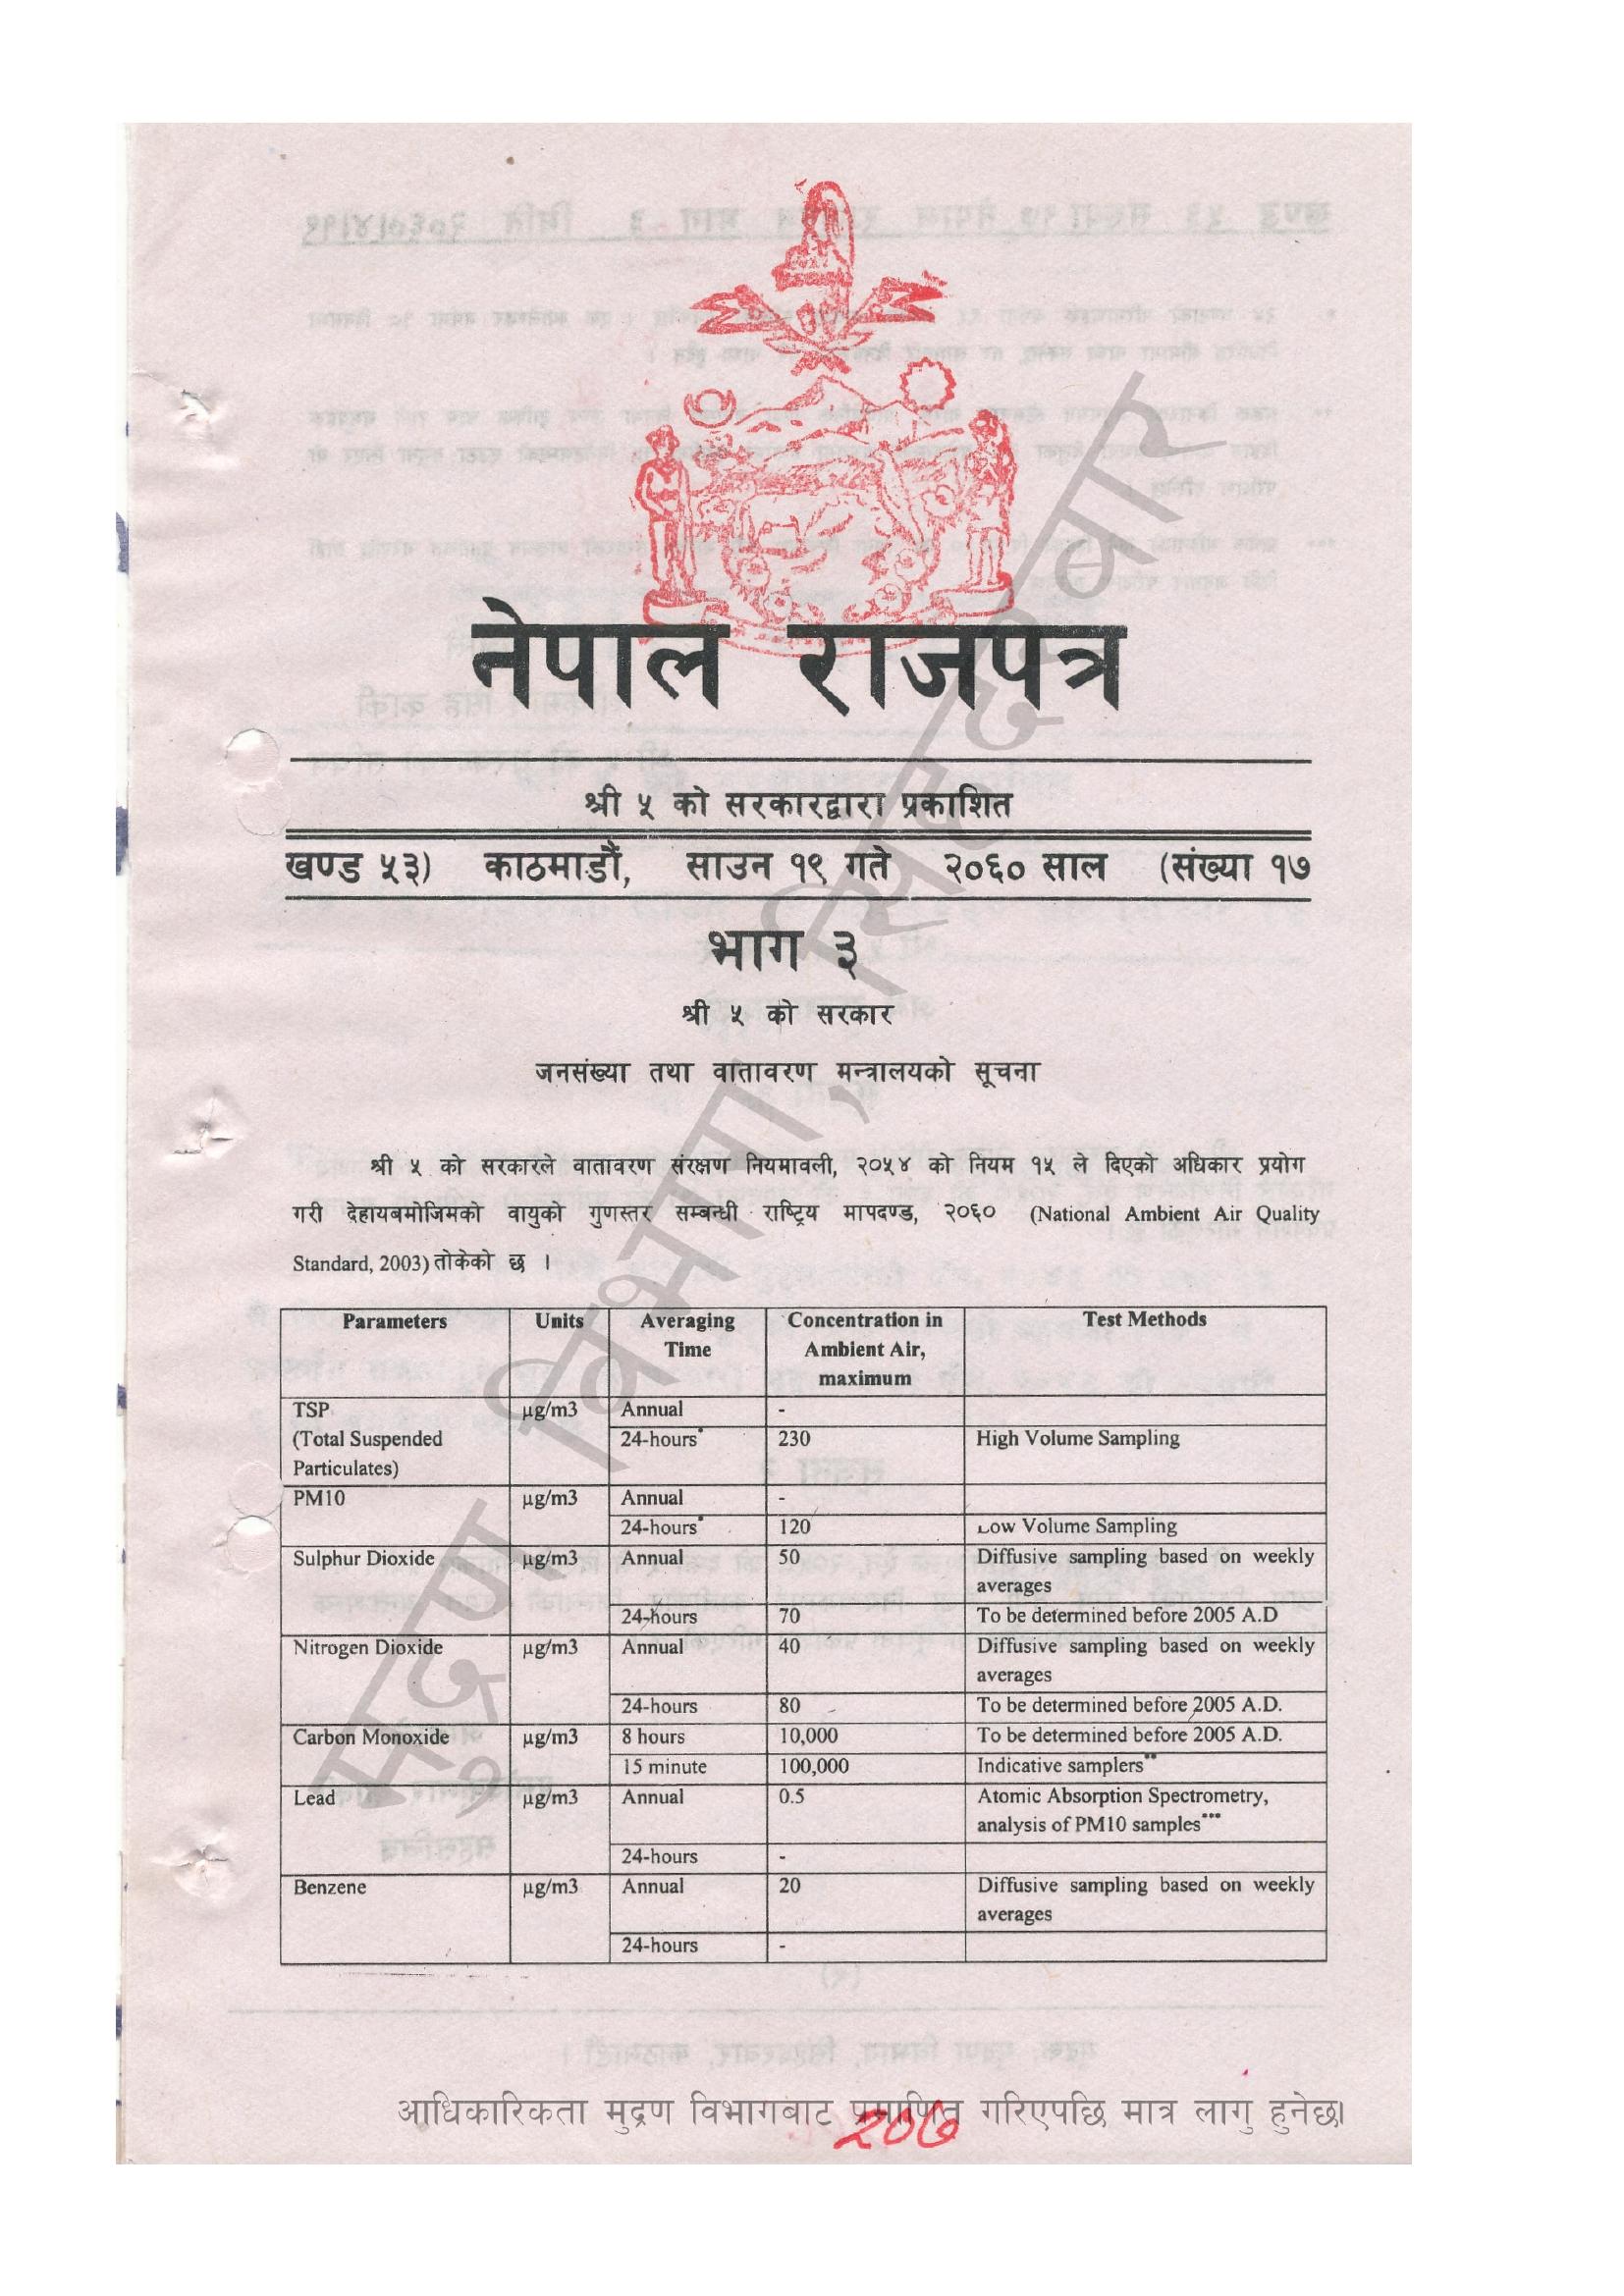 नेपाल राजपत्र
श्री ५ को सरकारद्वारा प्रकाशित
खण्ड ५३) काठमाडौं, साउन १९ गते २०६० साल (संख्या १७
भाग ३
श्री ५ को सरकार
जनसंख्या तथा वातावरण मन्त्रालयको सूचना
श्री ५ को सरकारले वातावरण संरक्षण नियमावली, २०५४ को नियम १५ ले दिएको अधिकार प्रयोग
गरी देहायबमोजिमको वायुको गुणस्तर सम्बन्धी राष्ट्रिय मापदण्ड, २०६० (National Ambient Air Quality
Standard, 2003) तोकेको छ ।
Parameters Units Averaging Time Concentration in Ambient Air, maximum Test Methods
TSP (Total Suspended Particulates) µg/m3 Annual -
24-hours* 230 High Volume Sampling
PM10 µg/m3 Annual -
24-hours* 120 Low Volume Sampling
Sulphur Dioxide µg/m3 Annual 50 Diffusive sampling based on weekly averages
24-hours 70 To be determined before 2005 A.D
Nitrogen Dioxide µg/m3 Annual 40 Diffusive sampling based on weekly averages
24-hours 80 To be determined before 2005 A.D.
Carbon Monoxide µg/m3 8 hours 10,000 To be determined before 2005 A.D.
15 minute 100,000 Indicative samplers**
Lead µg/m3 Annual 0.5 Atomic Absorption Spectrometry, analysis of PM10 samples***
24-hours -
Benzene µg/m3 Annual 20 Diffusive sampling based on weekly averages
24-hours -
मुद्रण विभाग, सिंहदरबार
आधिकारिकता मुद्रण विभागबाट प्रमाणित गरिएपछि मात्र लागु हुनेछ।